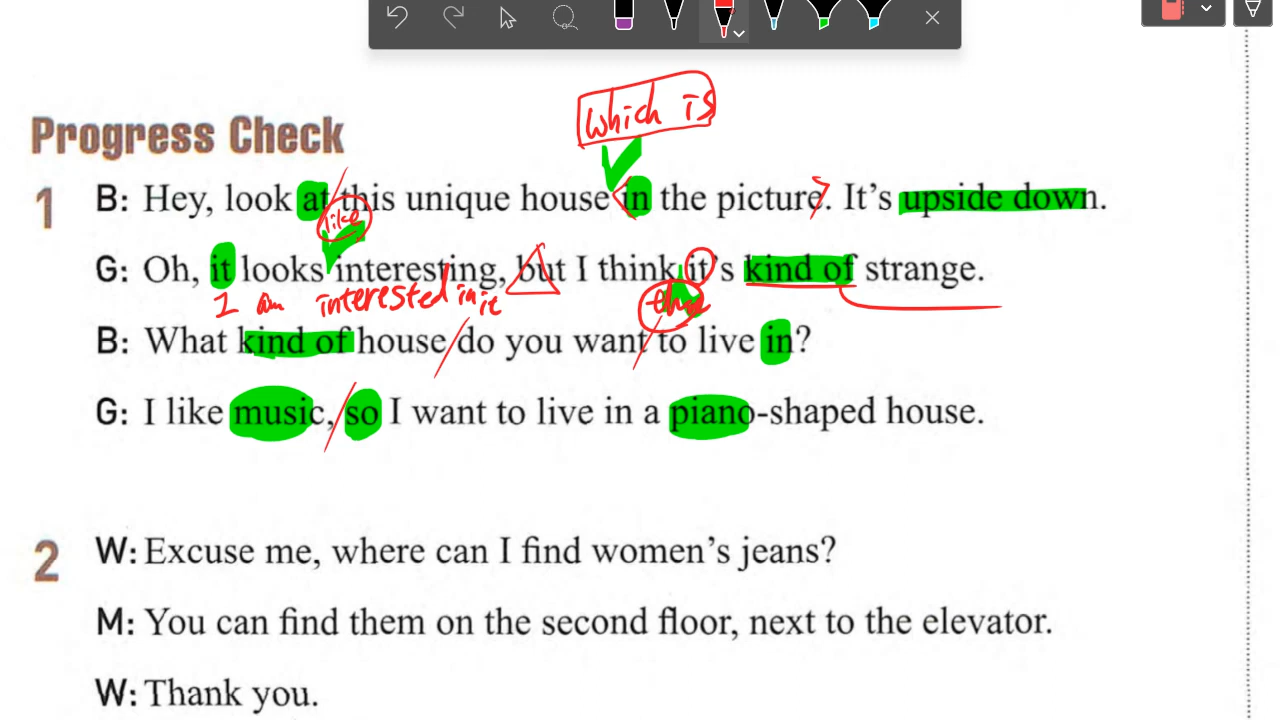 which is
Progress Check
1 B: Hey, look at this unique house in the picture. It's upside down.
like
G: Oh, it looks interesting, but I think it's kind of strange.
I am interested in it
B: What kind of house do you want to live in?
G: I like music, so I want to live in a piano-shaped house.
2 W: Excuse me, where can I find women's jeans?
M: You can find them on the second floor, next to the elevator.
W: Thank you.